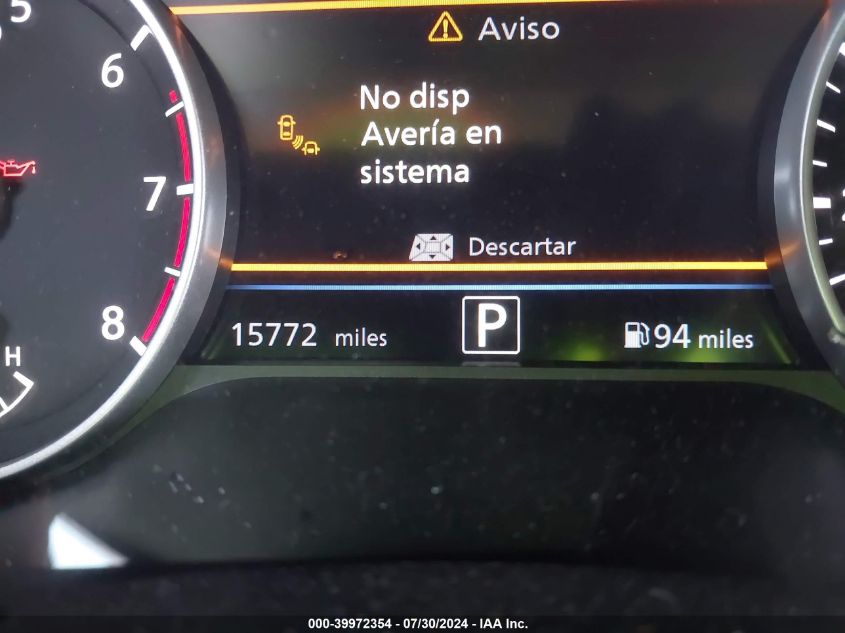 5
6
7
8
H
Aviso
No disp
Avería en
sistema
Descartar
15772 miles
P
94 miles
000-39972354 - 07/30/2024 - IAA Inc.